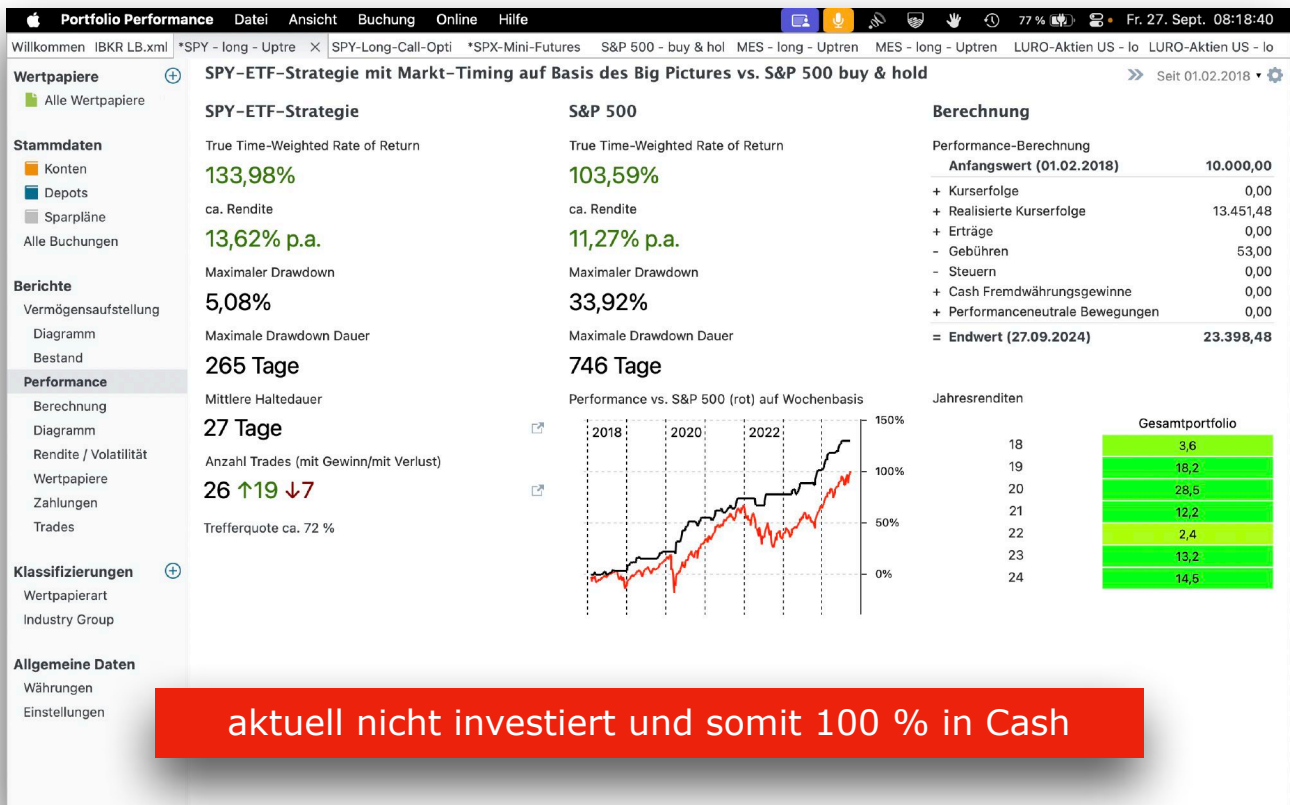 Portfolio Performance Datei Ansicht Buchung Online Hilfe 77 % Fr. 27. Sept. 08:18:40
Willkommen IBKR LB.xml *SPY - long - Uptre SPY-Long-Call-Opti *SPX-Mini-Futures S&P 500 - buy & hol MES - long - Uptren MES - long - Uptren LURO-Aktien US - lo LURO-Aktien US - lo
Wertpapiere
Alle Wertpapiere
Stammdaten
Konten
Depots
Sparpläne
Alle Buchungen
Berichte
Vermögensaufstellung
Diagramm
Bestand
Performance
Berechnung
Diagramm
Rendite / Volatilität
Wertpapiere
Zahlungen
Trades
Klassifizierungen
Wertpapierart
Industry Group
Allgemeine Daten
Währungen
Einstellungen
SPY-ETF-Strategie mit Markt-Timing auf Basis des Big Pictures vs. S&P 500 buy & hold
Seit 01.02.2018
SPY-ETF-Strategie
True Time-Weighted Rate of Return
133,98%
ca. Rendite
13,62% p.a.
Maximaler Drawdown
5,08%
Maximale Drawdown Dauer
265 Tage
Mittlere Haltedauer
27 Tage
Anzahl Trades (mit Gewinn/mit Verlust)
26 ↑19 ↓7
Trefferquote ca. 72 %
S&P 500
True Time-Weighted Rate of Return
103,59%
ca. Rendite
11,27% p.a.
Maximaler Drawdown
33,92%
Maximale Drawdown Dauer
746 Tage
Performance vs. S&P 500 (rot) auf Wochenbasis
2018 2020 2022
150%
100%
50%
0%
Berechnung
Performance-Berechnung
Anfangswert (01.02.2018) 10.000,00
+ Kurserfolge 0,00
+ Realisierte Kurserfolge 13.451,48
+ Erträge 0,00
- Gebühren 53,00
- Steuern 0,00
+ Cash Fremdwährungsgewinne 0,00
+ Performanceneutrale Bewegungen 0,00
= Endwert (27.09.2024) 23.398,48
Jahresrenditen
Gesamtportfolio
18 3,6
19 18,2
20 28,5
21 12,2
22 2,4
23 13,2
24 14,5
aktuell nicht investiert und somit 100 % in Cash